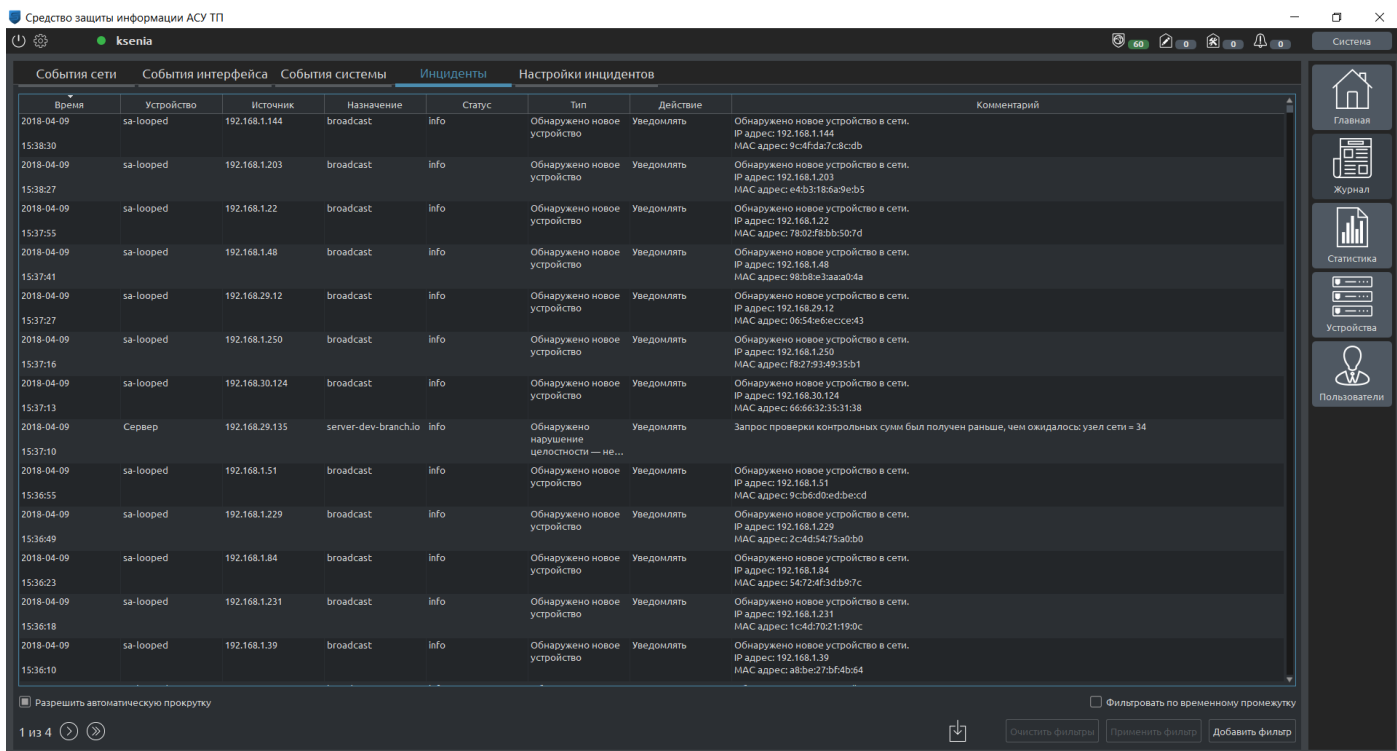 Средство защиты информации АСУ ТП
ksenia
60 0 0 0
Система
События сети События интерфейса События системы Инциденты Настройки инцидентов
Время Устройство Источник Назначение Статус Тип Действие Комментарий
2018-04-09 sa-looped 192.168.1.144 broadcast info Обнаружено новое Уведомлять Обнаружено новое устройство в сети.
устройство IP адрес: 192.168.1.144
15:38:30 MAC адрес: 9c:4f:da:7c:8c:db
2018-04-09 sa-looped 192.168.1.203 broadcast info Обнаружено новое Уведомлять Обнаружено новое устройство в сети.
устройство IP адрес: 192.168.1.203
15:38:27 MAC адрес: e4:b3:18:6a:9e:b5
2018-04-09 sa-looped 192.168.1.22 broadcast info Обнаружено новое Уведомлять Обнаружено новое устройство в сети.
устройство IP адрес: 192.168.1.22
15:37:55 MAC адрес: 78:02:f8:bb:50:7d
2018-04-09 sa-looped 192.168.1.48 broadcast info Обнаружено новое Уведомлять Обнаружено новое устройство в сети.
устройство IP адрес: 192.168.1.48
15:37:41 MAC адрес: 98:b8:e3:aa:a0:4a
2018-04-09 sa-looped 192.168.29.12 broadcast info Обнаружено новое Уведомлять Обнаружено новое устройство в сети.
устройство IP адрес: 192.168.29.12
15:37:27 MAC адрес: 06:54:e6:ec:ce:43
2018-04-09 sa-looped 192.168.1.250 broadcast info Обнаружено новое Уведомлять Обнаружено новое устройство в сети.
устройство IP адрес: 192.168.1.250
15:37:16 MAC адрес: f8:27:93:49:35:b1
2018-04-09 sa-looped 192.168.30.124 broadcast info Обнаружено новое Уведомлять Обнаружено новое устройство в сети.
устройство IP адрес: 192.168.30.124
15:37:13 MAC адрес: 66:66:32:35:31:38
2018-04-09 Сервер 192.168.29.135 server-dev-branch.io info Обнаружено Уведомлять Запрос проверки контрольных сумм был получен раньше, чем ожидалось: узел сети = 34
нарушение
15:37:10 целостности — не...
2018-04-09 sa-looped 192.168.1.51 broadcast info Обнаружено новое Уведомлять Обнаружено новое устройство в сети.
устройство IP адрес: 192.168.1.51
15:36:55 MAC адрес: 9c:b6:d0:ed:be:cd
2018-04-09 sa-looped 192.168.1.229 broadcast info Обнаружено новое Уведомлять Обнаружено новое устройство в сети.
устройство IP адрес: 192.168.1.229
15:36:49 MAC адрес: 2c:4d:54:75:a0:b0
2018-04-09 sa-looped 192.168.1.84 broadcast info Обнаружено новое Уведомлять Обнаружено новое устройство в сети.
устройство IP адрес: 192.168.1.84
15:36:23 MAC адрес: 54:72:4f:3d:b9:7c
2018-04-09 sa-looped 192.168.1.231 broadcast info Обнаружено новое Уведомлять Обнаружено новое устройство в сети.
устройство IP адрес: 192.168.1.231
15:36:18 MAC адрес: 1c:4d:70:21:19:0c
2018-04-09 sa-looped 192.168.1.39 broadcast info Обнаружено новое Уведомлять Обнаружено новое устройство в сети.
устройство IP адрес: 192.168.1.39
15:36:10 MAC адрес: a8:be:27:bf:4b:64
Главная
Журнал
Статистика
Устройства
Пользователи
Разрешить автоматическую прокрутку
Фильтровать по временному промежутку
1 из 4
Очистить фильтры Применить фильтр Добавить фильтр